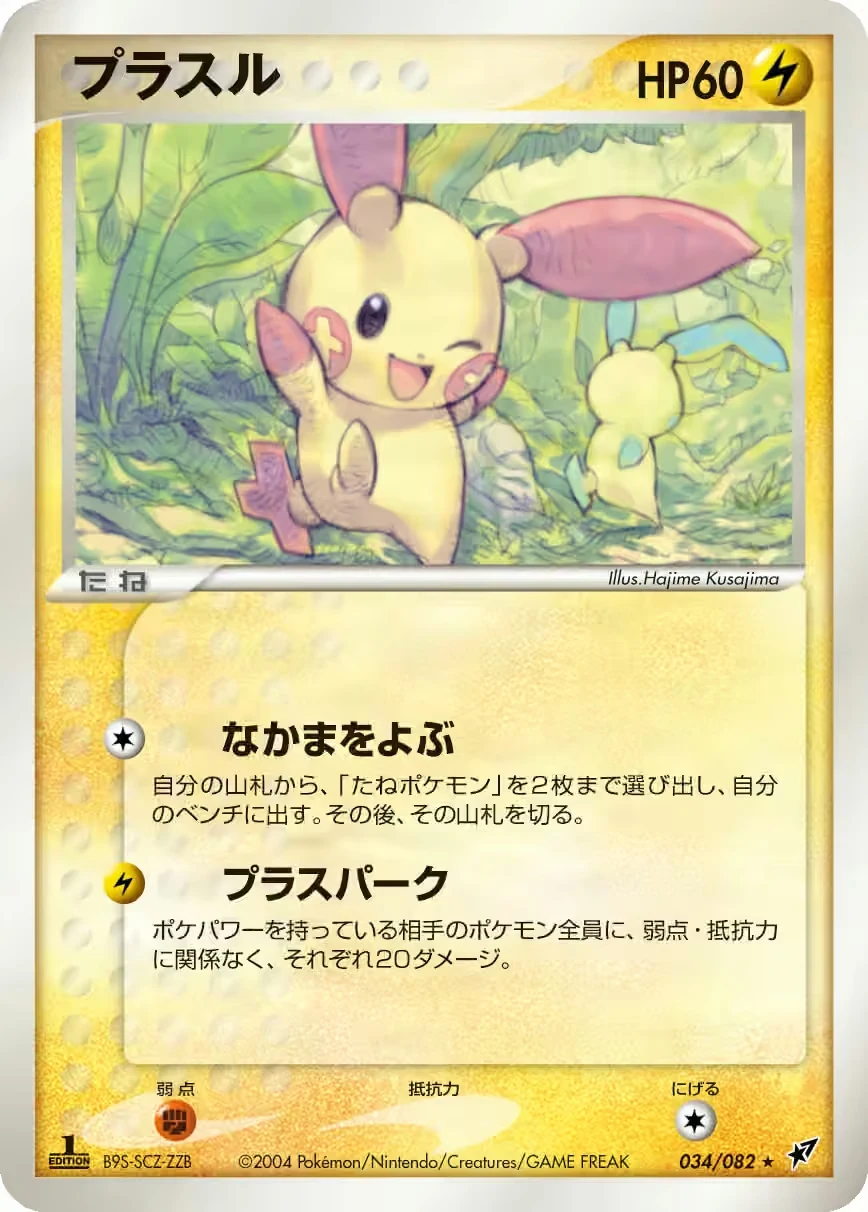 プラスル
HP60
たね
Illus.Hajime Kusajima
なかまをよぶ
自分の山札から、「たねポケモン」を2枚まで選び出し、自分
のベンチに出す。その後、その山札を切る。
プラスパーク
ポケパワーを持っている相手のポケモン全員に、弱点・抵抗力
に関係なく、それぞれ20ダメージ。
弱点 抵抗力 にげる
1 EDITION B9S-SCZ-ZZB ©2004 Pokémon/Nintendo/Creatures/GAME FREAK 034/082 ★